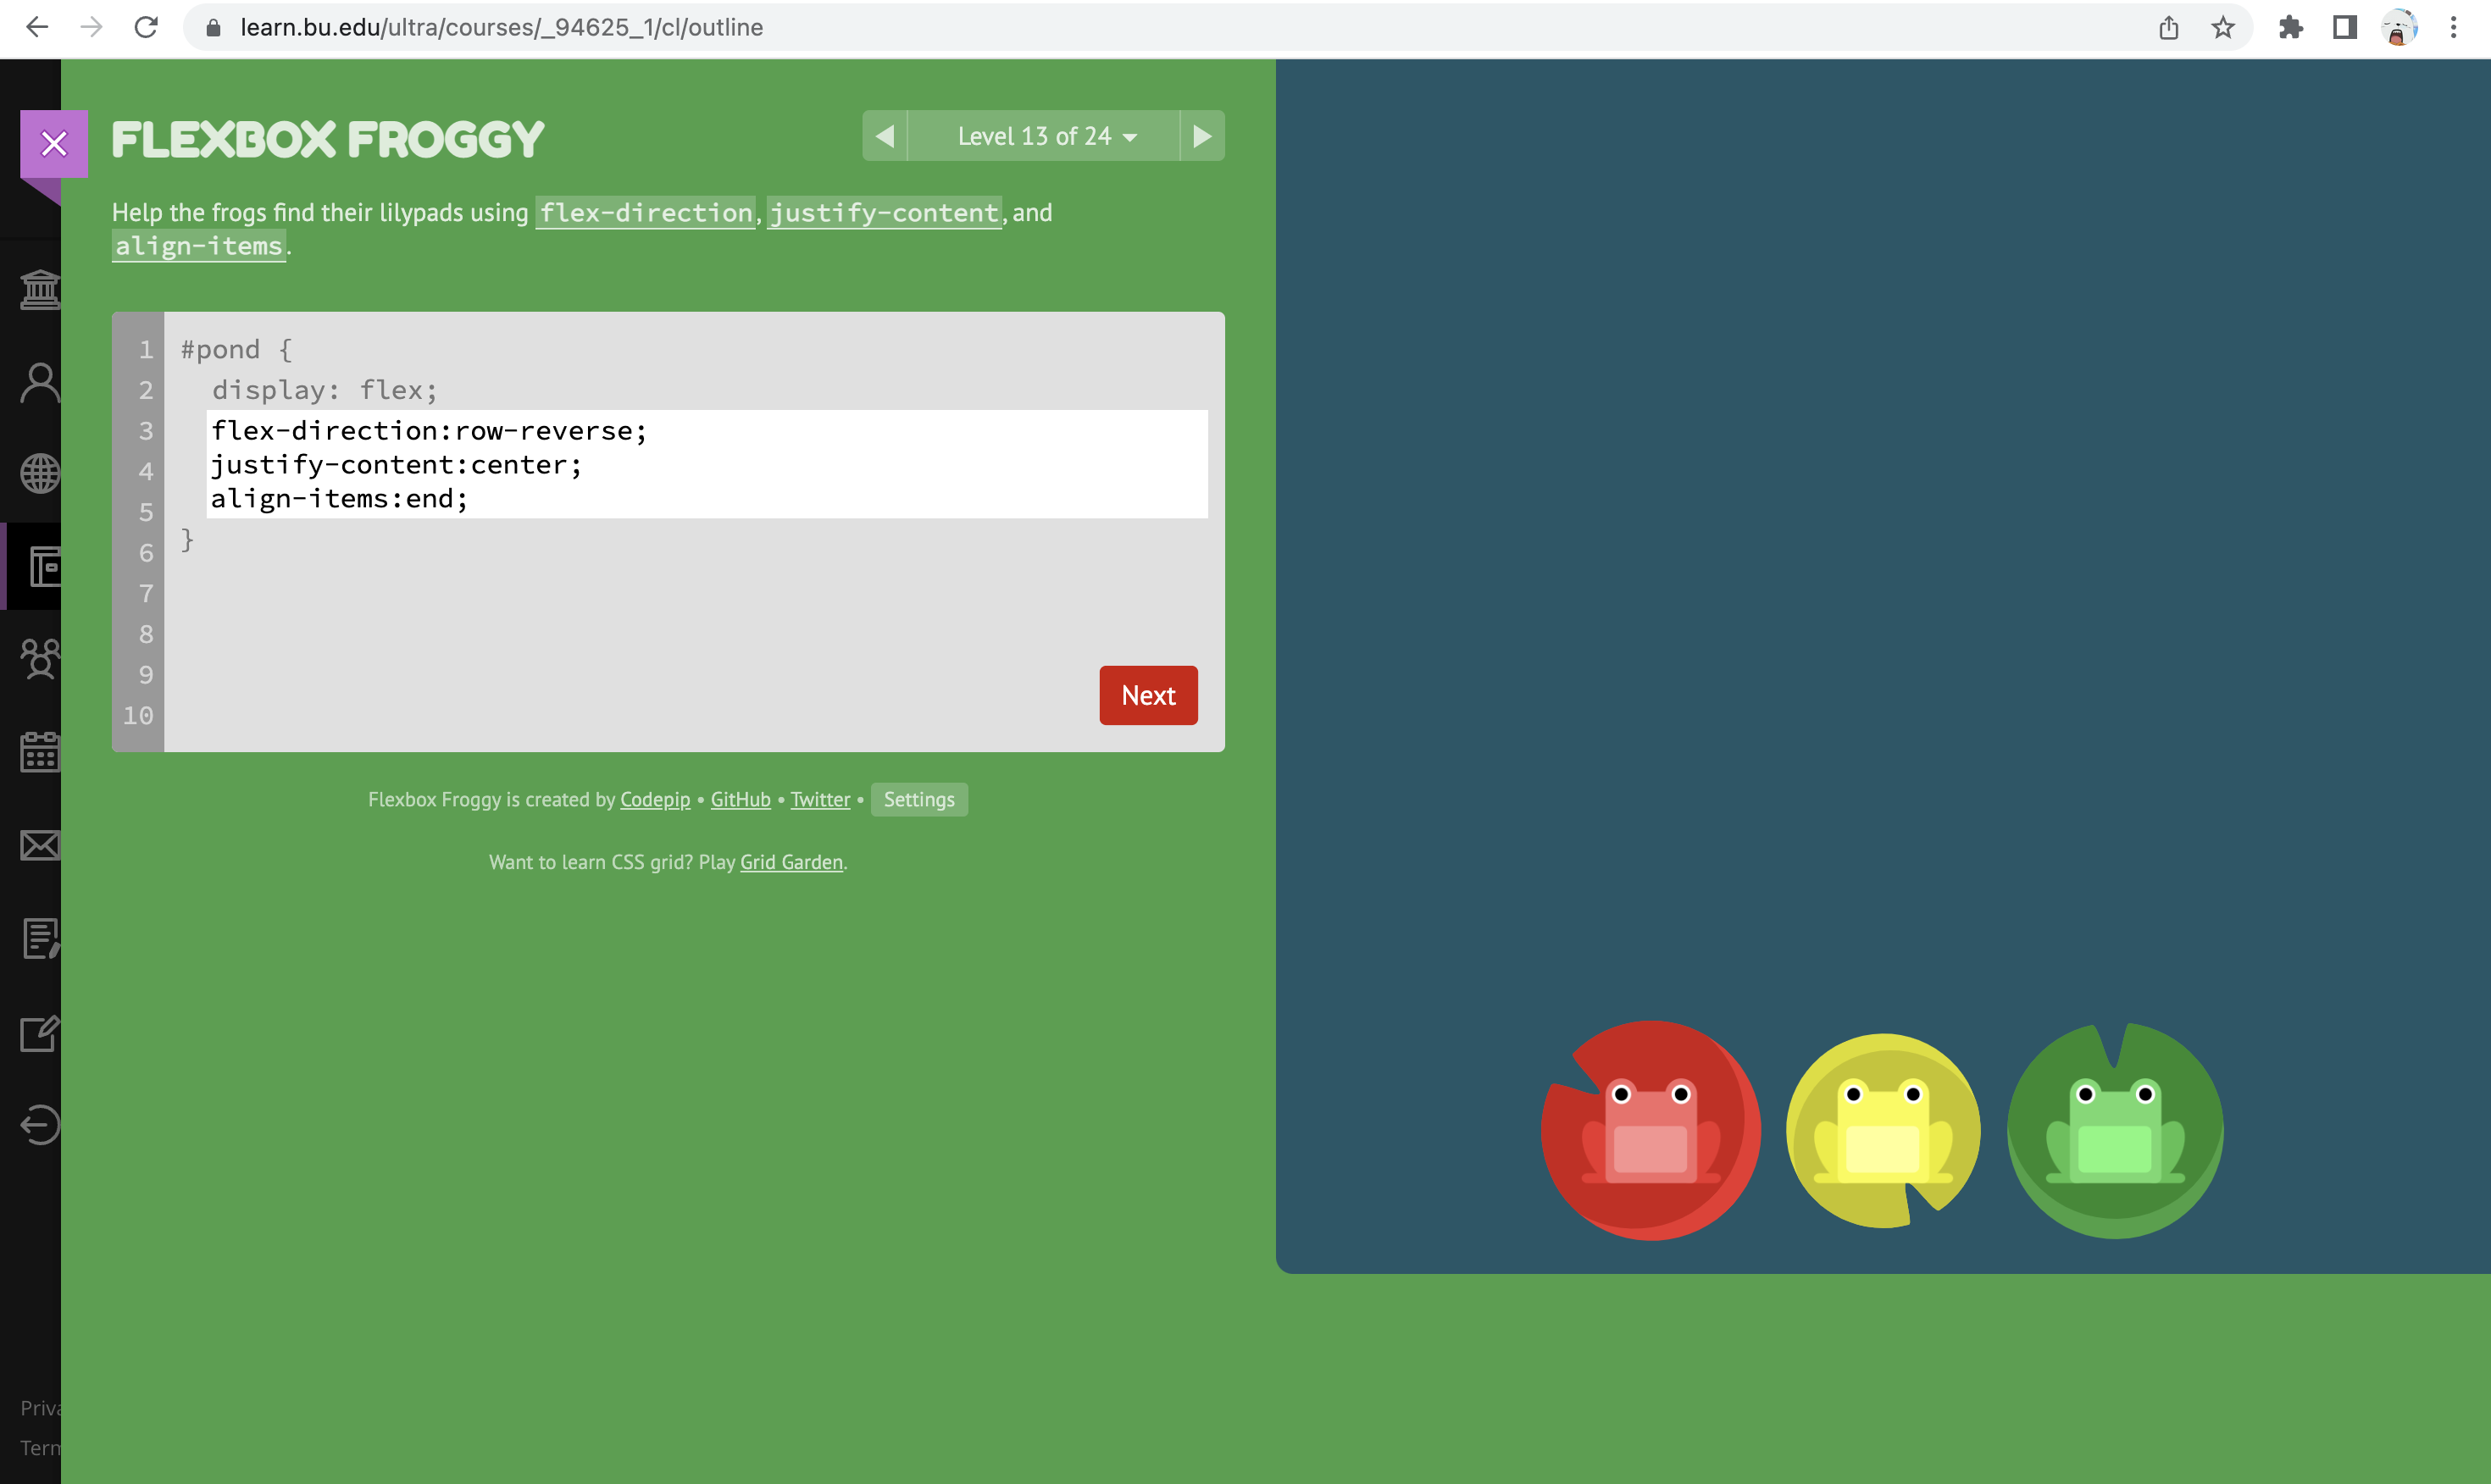 learn.bu.edu/ultra/courses/_94625_1/cl/outline
FLEXBOX FROGGY
Level 13 of 24
Help the frogs find their lilypads using flex-direction, justify-content, and
align-items.
1 #pond {
2 display: flex;
3 flex-direction:row-reverse;
4 justify-content:center;
5 align-items:end;
6 }
7
8
9
10
Next
Flexbox Froggy is created by Codepip • GitHub • Twitter • Settings
Want to learn CSS grid? Play Grid Garden.
Priva
Term